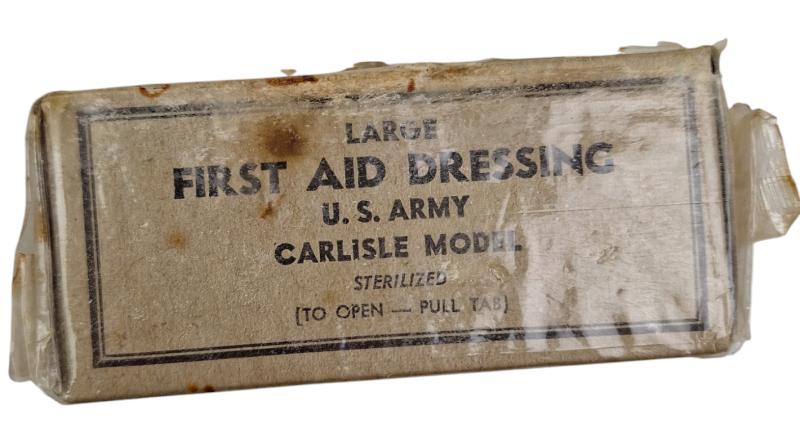 LARGE
FIRST AID DRESSING
U. S. ARMY
CARLISLE MODEL
STERILIZED
(TO OPEN — PULL TAB)